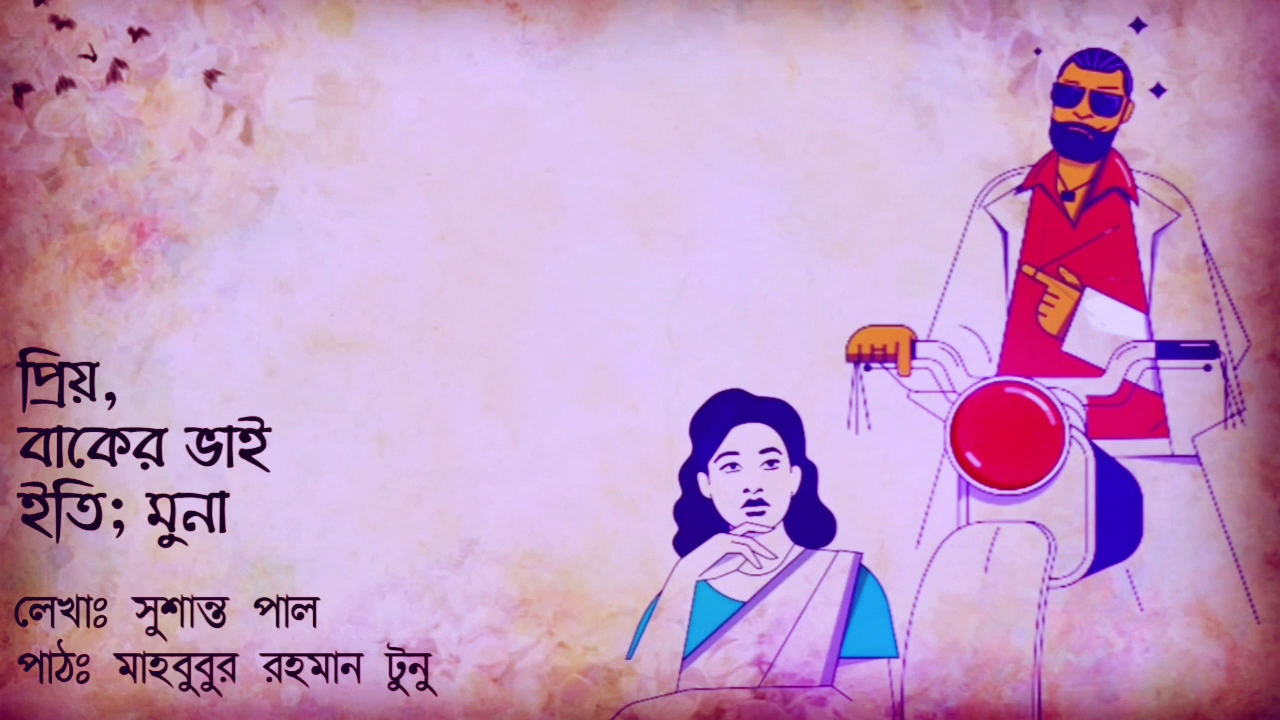 প্রিয়,
বাকের ভাই
ইতি; মুনা
লেখাঃ সুশান্ত পাল
পাঠঃ মাহবুবুর রহমান টুনু